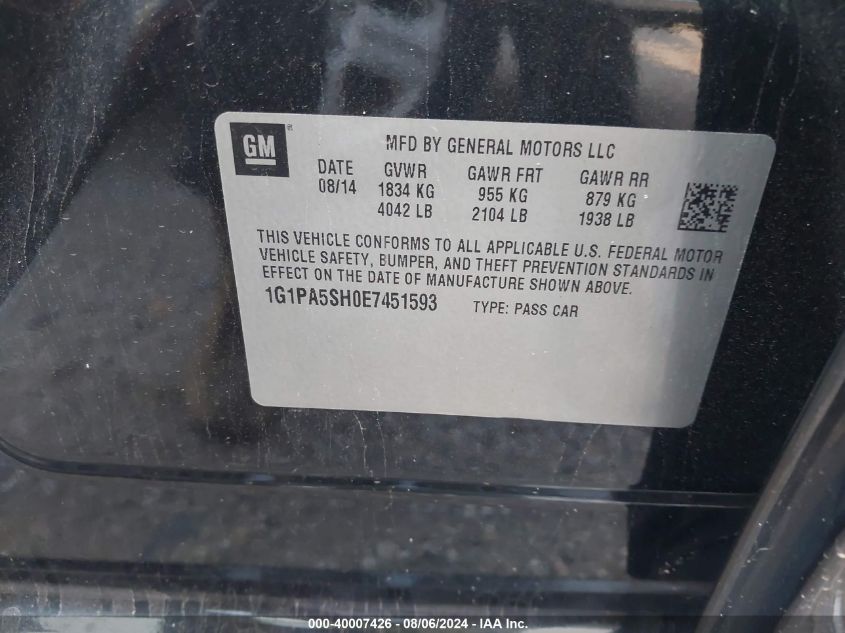 GM
MFD BY GENERAL MOTORS LLC
DATE GVWR GAWR FRT GAWR RR
08/14 1834 KG 955 KG 879 KG
4042 LB 2104 LB 1938 LB
THIS VEHICLE CONFORMS TO ALL APPLICABLE U.S. FEDERAL MOTOR
VEHICLE SAFETY, BUMPER, AND THEFT PREVENTION STANDARDS IN
EFFECT ON THE DATE OF MANUFACTURE SHOWN ABOVE.
1G1PA5SH0E7451593 TYPE: PASS CAR
000-40007426 - 08/06/2024 - IAA Inc.